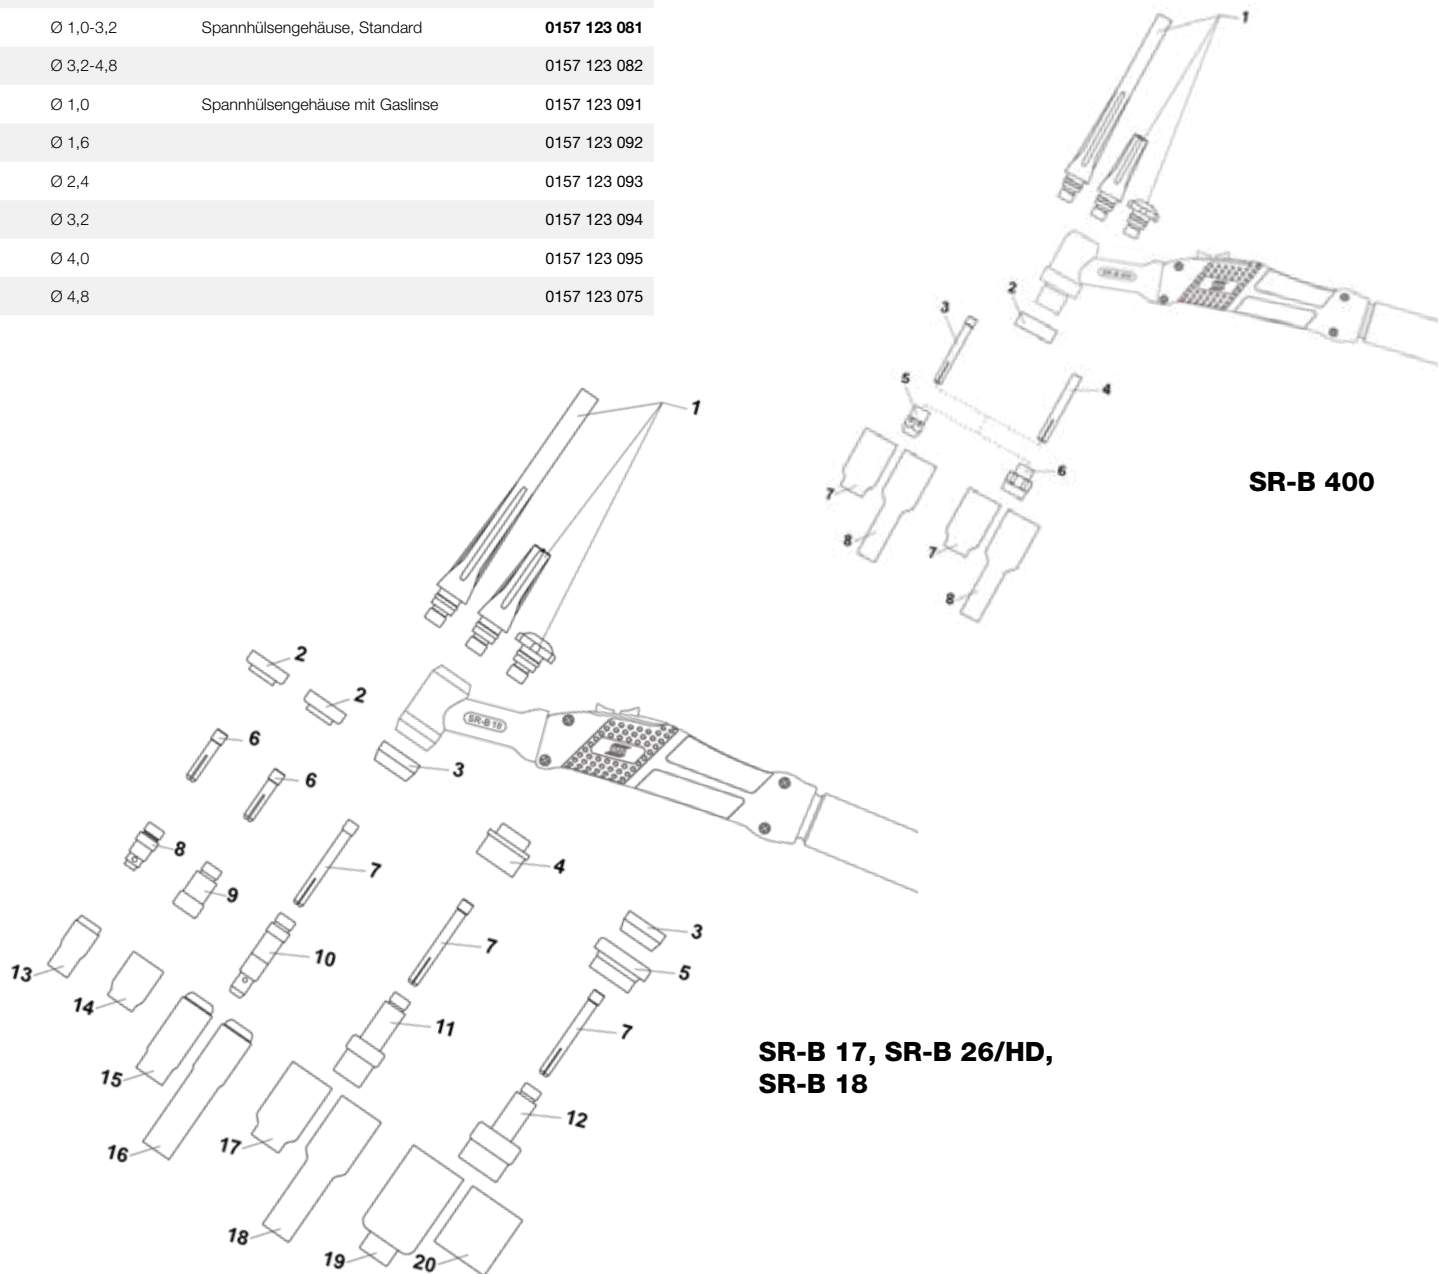 Ø 1,0-3,2 Spannhülsengehäuse, Standard 0157 123 081
Ø 3,2-4,8 0157 123 082
Ø 1,0 Spannhülsengehäuse mit Gaslinse 0157 123 091
Ø 1,6 0157 123 092
Ø 2,4 0157 123 093
Ø 3,2 0157 123 094
Ø 4,0 0157 123 095
Ø 4,8 0157 123 075
1
SR-B 400
2
3
4
5
6
7
8
7
8
SR-B 400
1
2
2
SR-B 18
3
6
6
4
7
8
9
7
3
5
10
13
14
11
7
15
12
16
17
18
19
20
SR-B 17, SR-B 26/HD,
SR-B 18